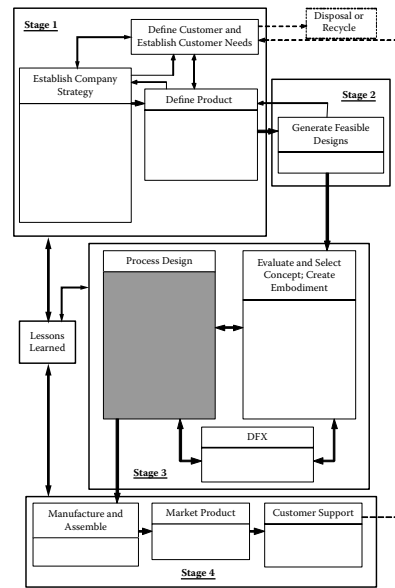 Stage 1
Define Customer and
Establish Customer Needs
Disposal or
Recycle
Establish Company
Strategy
Define Product
Stage 2
Generate Feasible
Designs
Process Design
Evaluate and Select
Concept; Create
Embodiment
Lessons
Learned
DFX
Stage 3
Manufacture and
Assemble
Market Product
Customer Support
Stage 4